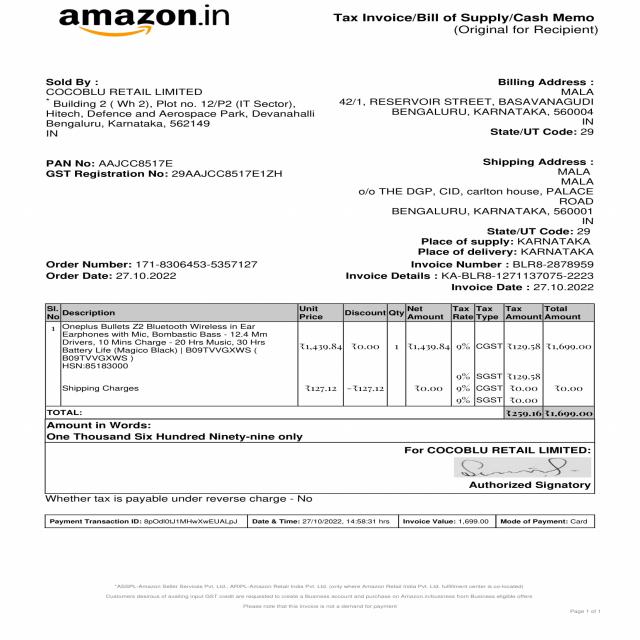 amazon.in
Tax Invoice/Bill of Supply/Cash Memo
(Original for Recipient)
Sold By :
COCOBLU RETAIL LIMITED
* Building 2 ( Wh 2), Plot no. 12/P2 (IT Sector),
Hitech, Defence and Aerospace Park, Devanahalli
Bengaluru, Karnataka, 562149
IN
Billing Address :
MALA
42/1, RESERVOIR STREET, BASAVANAGUDI
BENGALURU, KARNATAKA, 560004
IN
State/UT Code: 29
PAN No: AAJCC8517E
GST Registration No: 29AAJCC8517E1ZH
Shipping Address :
MALA
MALA
o/o THE DGP, CID, carlton house, PALACE
ROAD
BENGALURU, KARNATAKA, 560001
IN
State/UT Code: 29
Place of supply: KARNATAKA
Place of delivery: KARNATAKA
Order Number: 171-8306453-5357127
Order Date: 27.10.2022
Invoice Number : BLR8-2878959
Invoice Details : KA-BLR8-1271137075-2223
Invoice Date : 27.10.2022
Sl. No Description Unit Price Discount Qty Net Amount Tax Rate Tax Type Tax Amount Total Amount
1 Oneplus Bullets Z2 Bluetooth Wireless in Ear
Earphones with Mic, Bombastic Bass - 12.4 Mm
Drivers, 10 Mins Charge - 20 Hrs Music, 30 Hrs
Battery Life (Magico Black) | B09TVVGXWS (
B09TVVGXWS )
HSN:85183000
₹1,439.84 ₹0.00 1 ₹1,439.84 9% CGST ₹129.58 ₹1,699.00
9% SGST ₹129.58
Shipping Charges ₹127.12 -₹127.12 ₹0.00 9% CGST ₹0.00 ₹0.00
9% SGST ₹0.00
TOTAL: ₹259.16 ₹1,699.00
Amount in Words:
One Thousand Six Hundred Ninety-nine only
For COCOBLU RETAIL LIMITED:
Authorized Signatory
Whether tax is payable under reverse charge - No
Payment Transaction ID: 8pOdl0tJ1MHwXwEUALpJ Date & Time: 27/10/2022, 14:58:31 hrs Invoice Value: 1,699.00 Mode of Payment: Card
*ASSPL-Amazon Seller Services Pvt. Ltd.; ARIPL-Amazon Retail India Pvt. Ltd. (only where Amazon Retail India Pvt. Ltd. fulfillment center is co-located)
Customers desirous of availing input GST credit are requested to create a Business account and purchase on Amazon.in/business from Business eligible offers
Please note that this invoice is not a demand for payment
Page 1 of 1